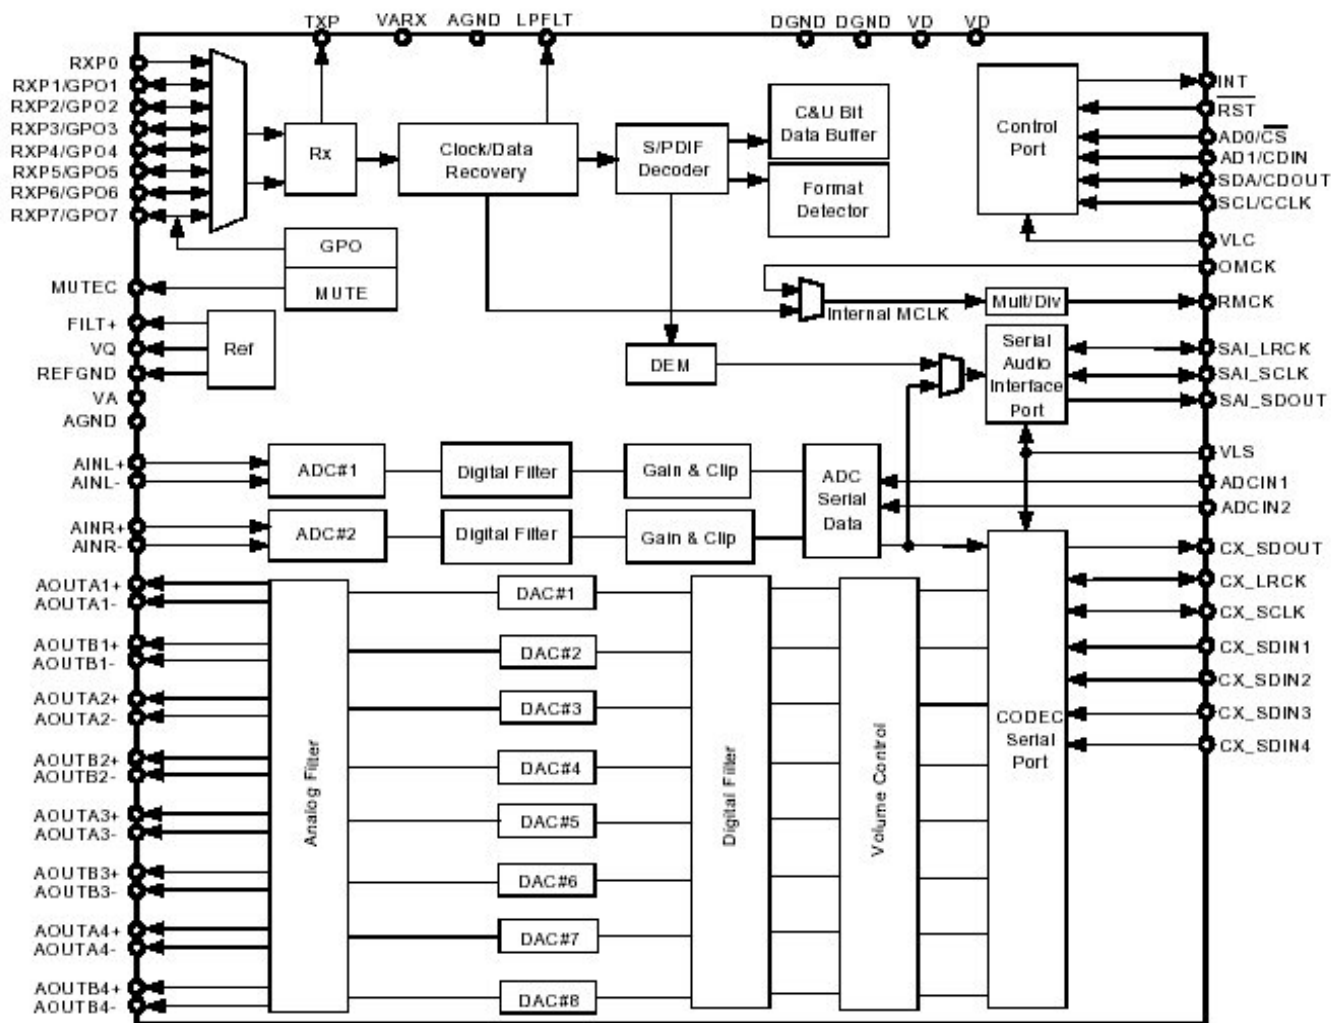 TXP
VARX
AGND
LPFLT
DGND
DGND
VD
VD
RXP0
RXP1/GPO1
RXP2/GPO2
RXP3/GPO3
RXP4/GPO4
RXP5/GPO5
RXP6/GPO6
RXP7/GPO7
MUTEC
FILT+
VQ
REFGND
VA
AGND
AINL+
AINL-
AINR+
AINR-
AOUTA1+
AOUTA1-
AOUTB1+
AOUTB1-
AOUTA2+
AOUTA2-
AOUTB2+
AOUTB2-
AOUTA3+
AOUTA3-
AOUTB3+
AOUTB3-
AOUTA4+
AOUTA4-
AOUTB4+
AOUTB4-
Rx
Clock/Data
Recovery
S/PDIF
Decoder
C&U Bit
Data Buffer
Format
Detector
Control
Port
GPO
MUTE
Ref
Internal MCLK
Mult/Div
DEM
Serial
Audio
Interface
Port
ADC#1
Digital Filter
Gain & Clip
ADC
Serial
Data
ADC#2
Digital Filter
Gain & Clip
Analog Filter
DAC#1
DAC#2
DAC#3
DAC#4
DAC#5
DAC#6
DAC#7
DAC#8
Digital Filter
Volume Control
CODEC
Serial
Port
INT
RST
AD0/CS
AD1/CDIN
SDA/CDOUT
SCL/CCLK
VLC
OMCK
RMCK
SAI_LRCK
SAI_SCLK
SAI_SDOUT
VLS
ADCIN1
ADCIN2
CX_SDOUT
CX_LRCK
CX_SCLK
CX_SDIN1
CX_SDIN2
CX_SDIN3
CX_SDIN4